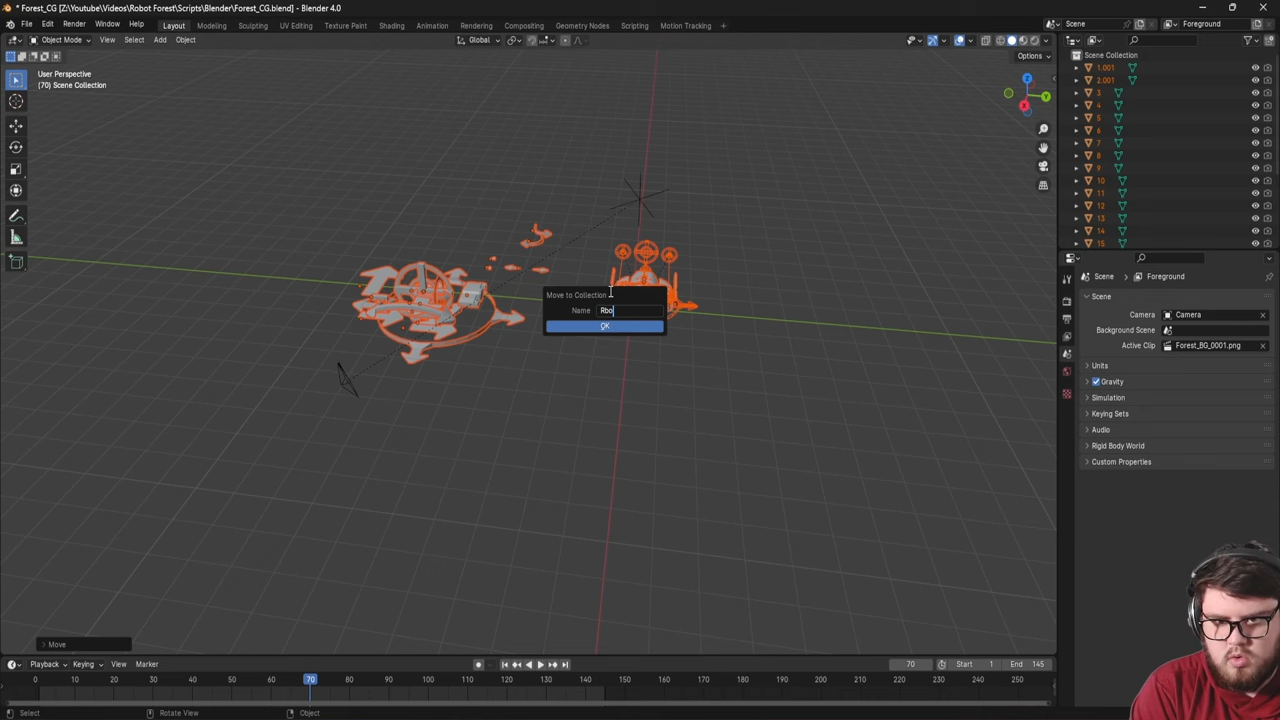 * Forest_CG [Z:\Youtube\Videos\Robot Forest\Scripts\Blender\Forest_CG.blend] - Blender 4.0
File Edit Render Window Help Layout Modeling Sculpting UV Editing Texture Paint Shading Animation Rendering Compositing Geometry Nodes Scripting + Scene Foreground
Object Mode View Select Add Object Global
Options
User Perspective
(70) Scene Collection
Z
Y
X
Scene Collection
1.001
2.001
3
4
5
6
7
8
9
10
11
12
13
14
15
Move to Collection
Name Rbo
OK
Scene Foreground
Scene
Camera Camera
Background Scene
Active Clip Forest_BG_0001.png
Units
Gravity
Simulation
Keying Sets
Audio
Rigid Body World
Custom Properties
Move
Playback Keying View Marker 70 Start 1 End 145
0 10 20 30 40 50 60 70 80 90 100 110 120 130 140 150 160 170 180 190 200 210 220 230 240 250
Select Rotate View Object